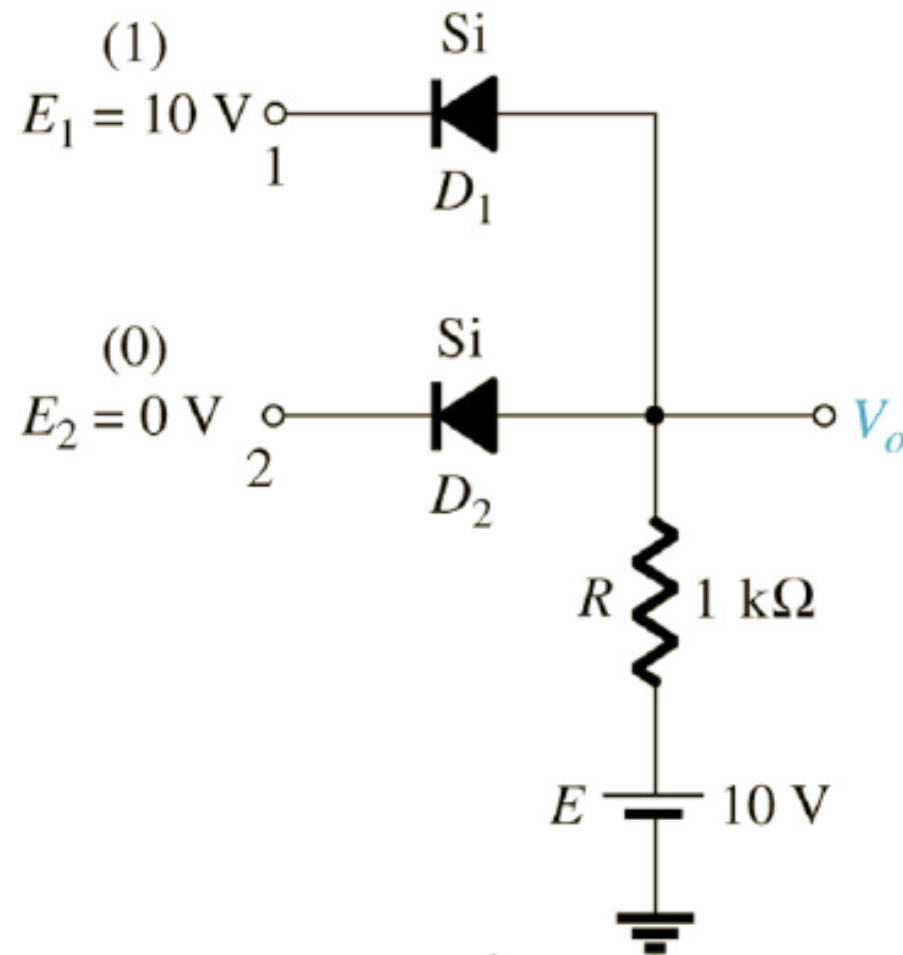 (1)
Si
E₁ = 10 V
1
D₁
(0)
Si
E₂ = 0 V
Vₒ
2
D₂
R
1 kΩ
E
10 V